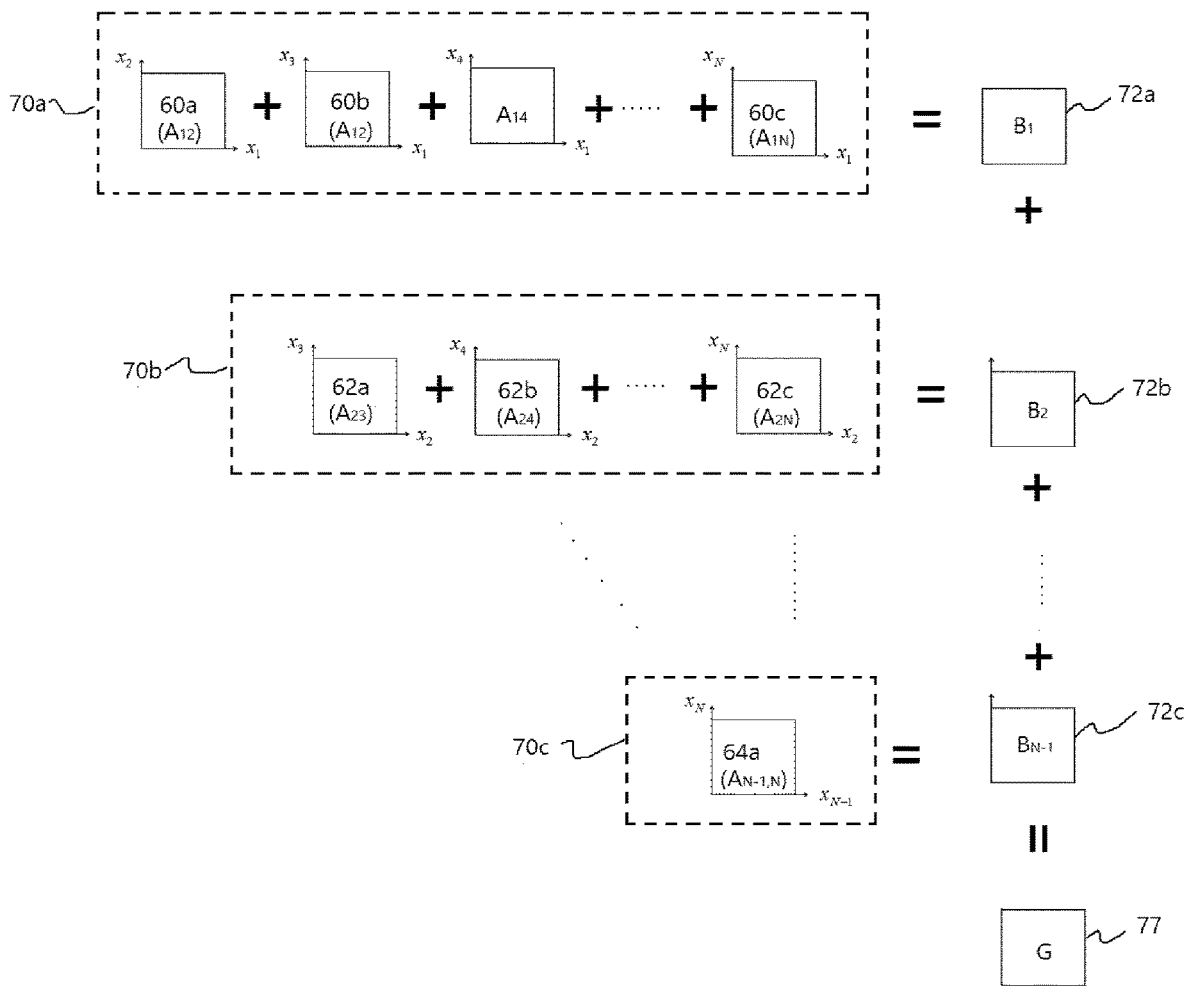 70a
x2
60a
(A12)
x1
+
x3
60b
(A12)
x1
+
x4
A14
x1
+ ..... +
xN
60c
(A1N)
x1
=
B1
72a
+
70b
x3
62a
(A23)
x2
+
x4
62b
(A24)
x2
+ ..... +
xN
62c
(A2N)
x2
=
B2
72b
+
+
70c
xN
64a
(AN-1,N)
xN-1
=
BN-1
72c
=
G
77